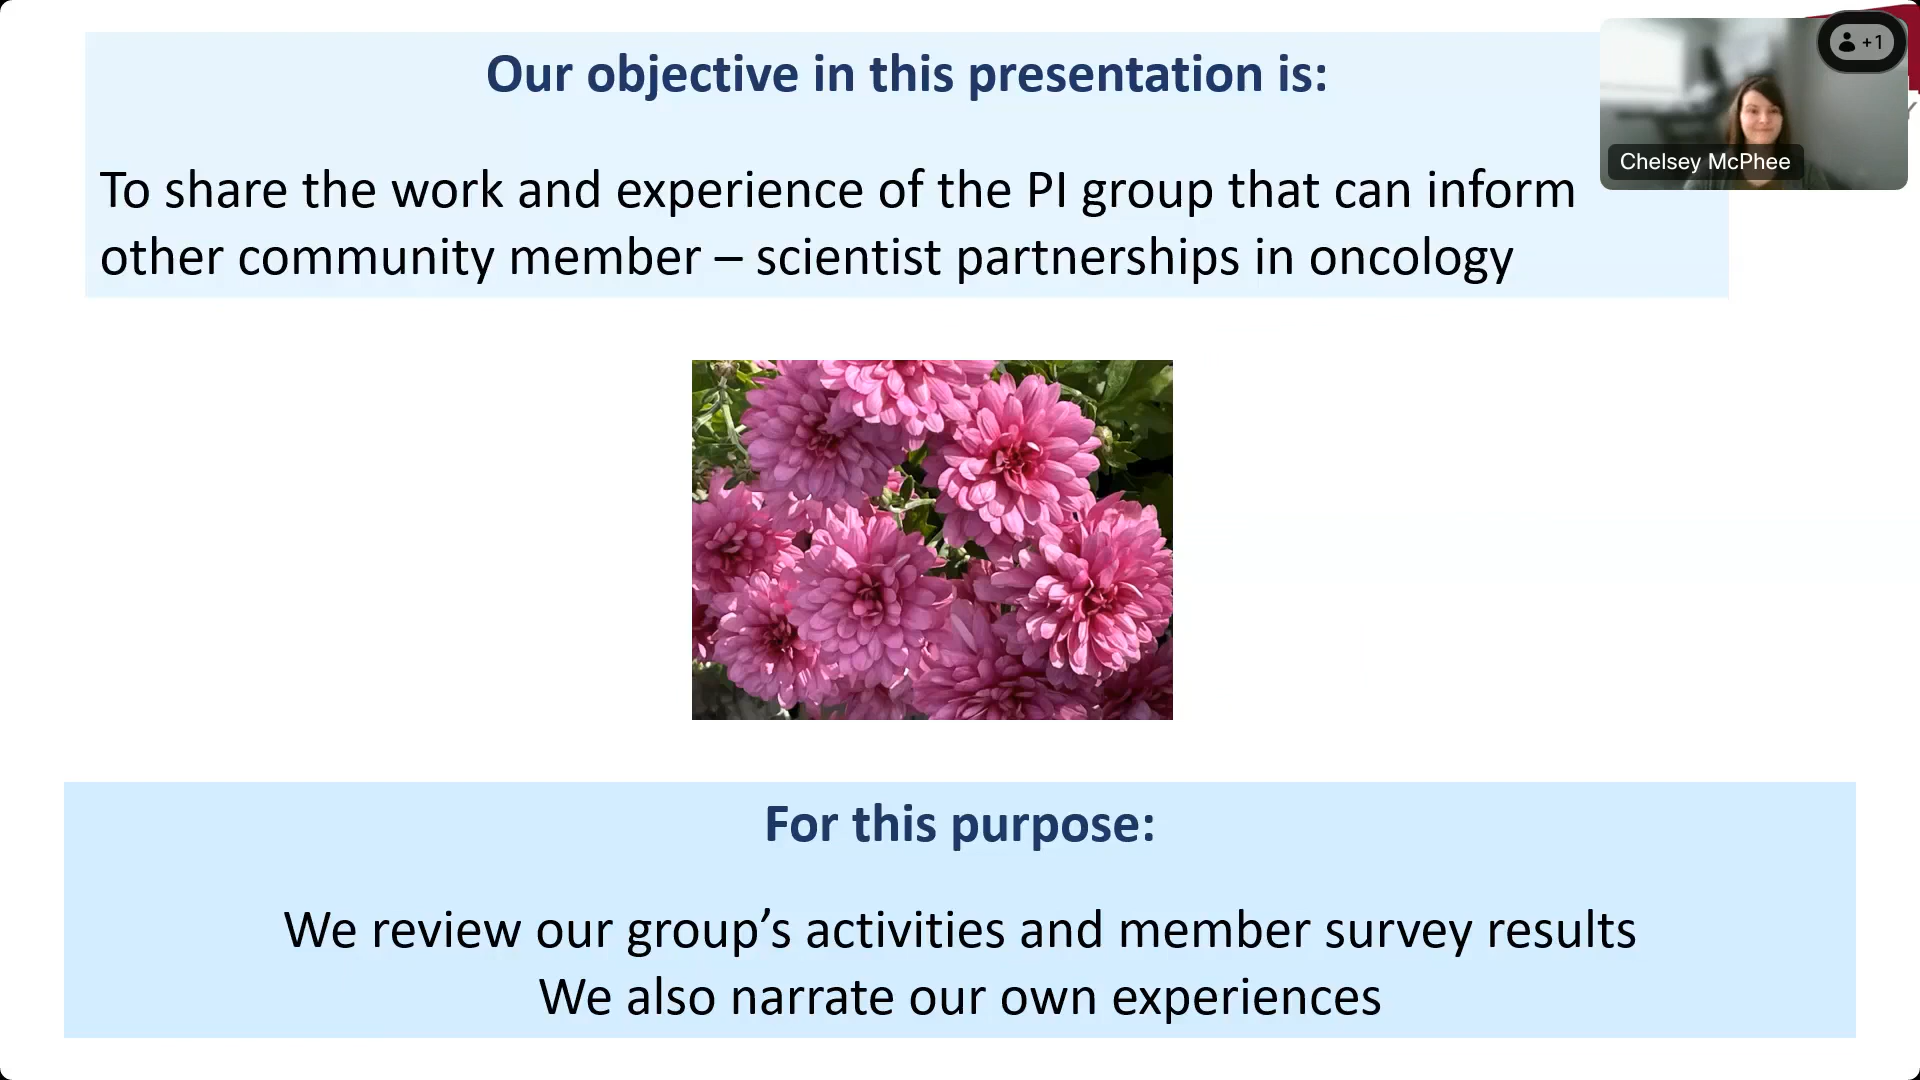 Our objective in this presentation is:
To share the work and experience of the PI group that can inform
other community member – scientist partnerships in oncology
+1
Chelsey McPhee
For this purpose:
We review our group’s activities and member survey results
We also narrate our own experiences